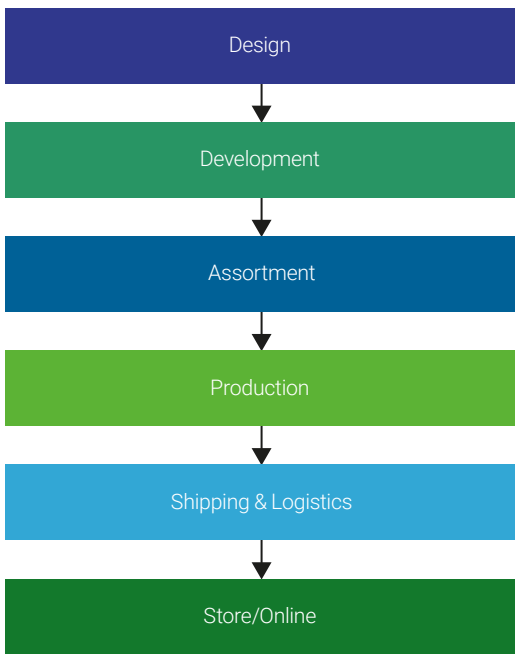 Design
Development
Assortment
Production
Shipping & Logistics
Store/Online